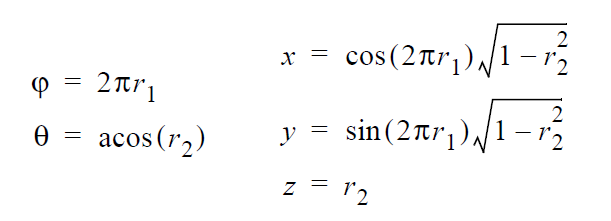 φ = 2πr₁
θ = acos(r₂)
x = cos(2πr₁)√(1 − r₂²)
y = sin(2πr₁)√(1 − r₂²)
z = r₂